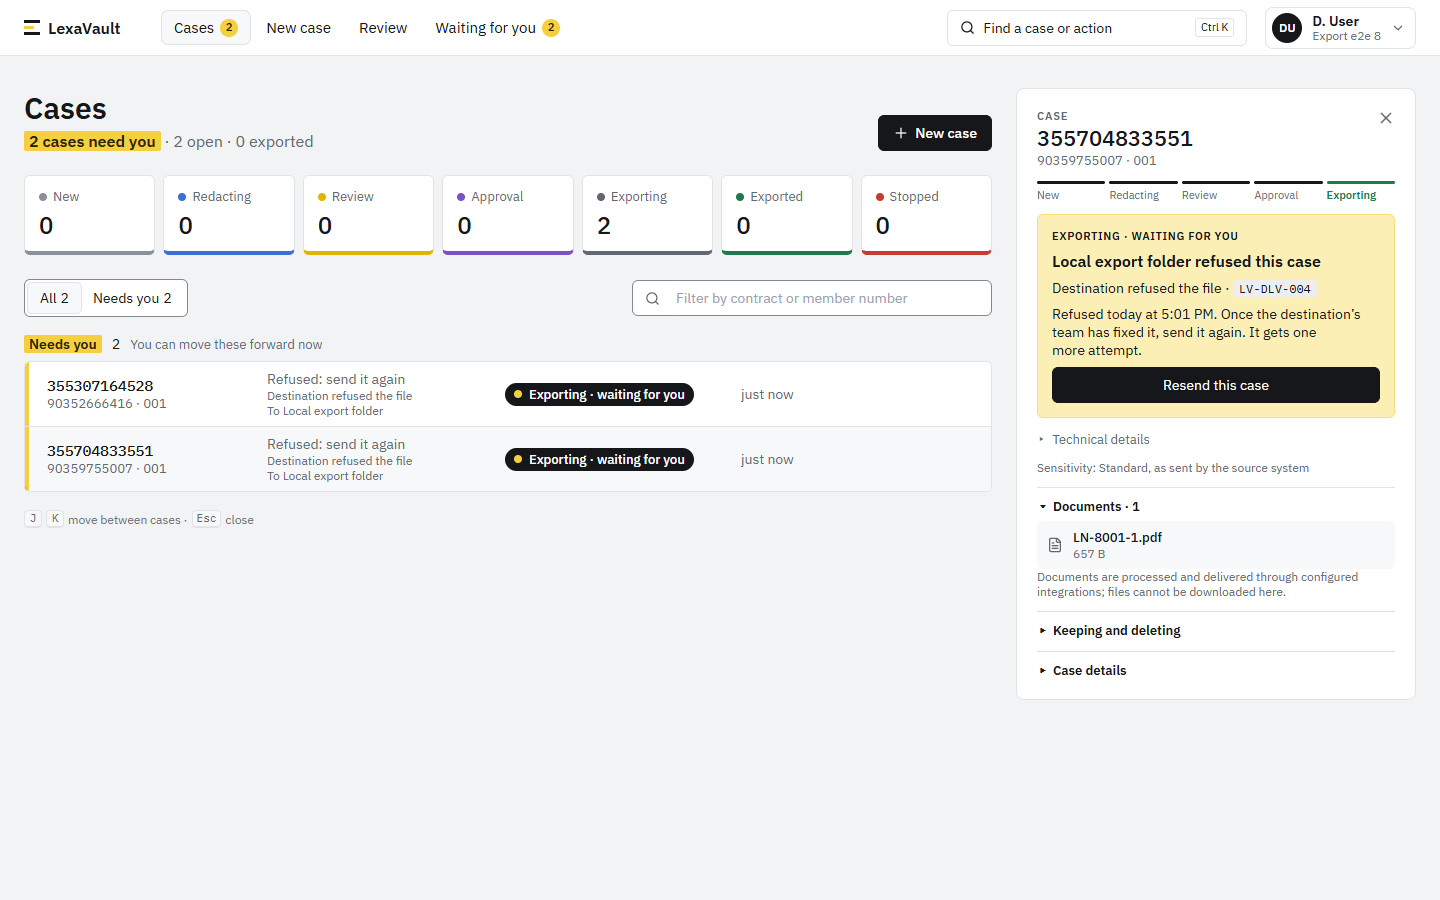 LexaVault
Cases 2
New case
Review
Waiting for you 2
Find a case or action
Ctrl K
DU
D. User
Export e2e 8
Cases
2 cases need you · 2 open · 0 exported
New case
New
0
Redacting
0
Review
0
Approval
0
Exporting
2
Exported
0
Stopped
0
All 2
Needs you 2
Filter by contract or member number
Needs you 2 You can move these forward now
355307164528
90352666416 · 001
Refused: send it again
Destination refused the file
To Local export folder
Exporting · waiting for you
just now
355704833551
90359755007 · 001
Refused: send it again
Destination refused the file
To Local export folder
Exporting · waiting for you
just now
J K move between cases · Esc close
CASE
355704833551
90359755007 · 001
New
Redacting
Review
Approval
Exporting
EXPORTING · WAITING FOR YOU
Local export folder refused this case
Destination refused the file · LV-DLV-004
Refused today at 5:01 PM. Once the destination’s
team has fixed it, send it again. It gets one
more attempt.
Resend this case
Technical details
Sensitivity: Standard, as sent by the source system
Documents · 1
LN-8001-1.pdf
657 B
Documents are processed and delivered through configured
integrations; files cannot be downloaded here.
Keeping and deleting
Case details